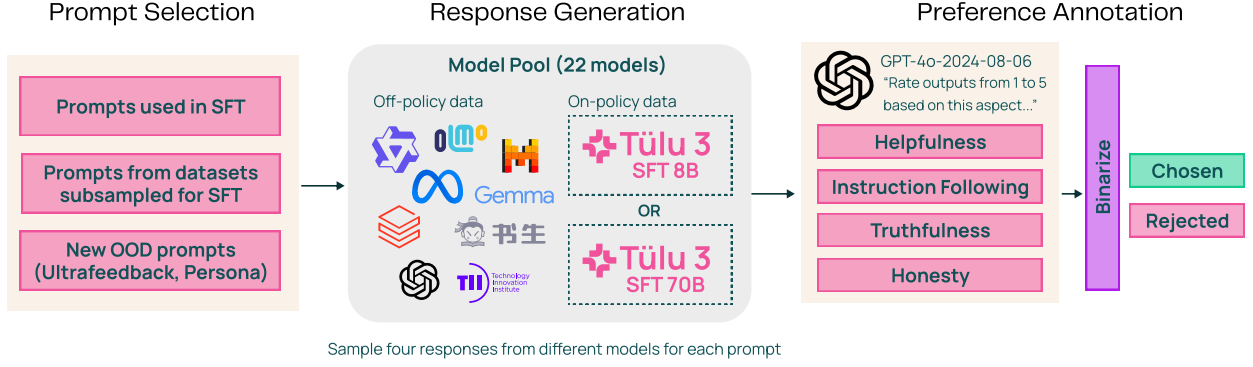 Prompt Selection
Prompts used in SFT
Prompts from datasets
subsampled for SFT
New OOD prompts
(Ultrafeedback, Persona)
Response Generation
Model Pool (22 models)
Off-policy data
OLMo
Gemma
书生
TII Technology
Innovation
Institute
On-policy data
Tülu 3
SFT 8B
OR
Tülu 3
SFT 70B
Sample four responses from different models for each prompt
Preference Annotation
GPT-4o-2024-08-06
“Rate outputs from 1 to 5
based on this aspect...”
Helpfulness
Instruction Following
Truthfulness
Honesty
Binarize
Chosen
Rejected